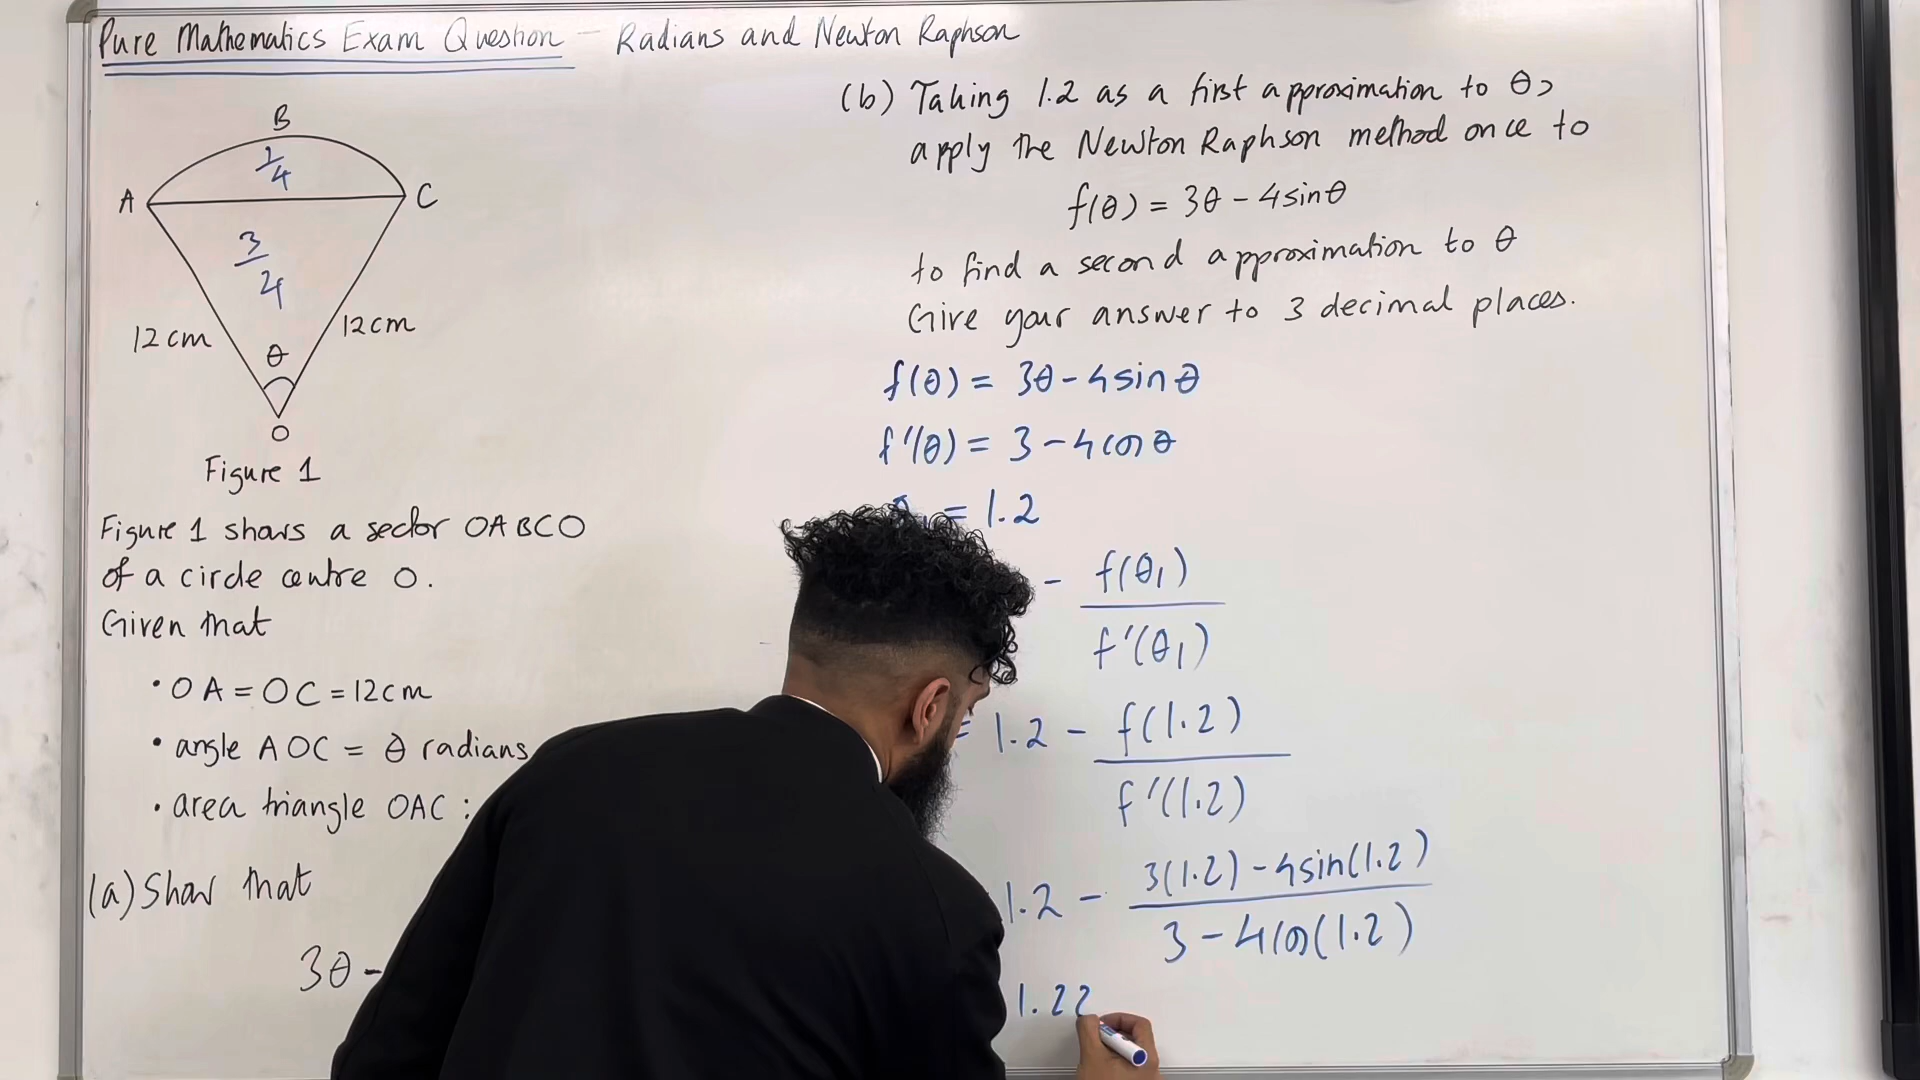 Pure Mathematics Exam Question – Radians and Newton Raphson
B
1/4
A
C
3/4
12cm
12cm
θ
O
Figure 1
Figure 1 shows a sector OABCO
of a circle centre O.
Given that
• OA = OC = 12cm
• angle AOC = θ radians
• area triangle OAC :
(a) Show that
3θ –
(b) Taking 1.2 as a first approximation to θ,
apply the Newton Raphson method once to
f(θ) = 3θ – 4sinθ
to find a second approximation to θ
Give your answer to 3 decimal places.
f(θ) = 3θ – 4sinθ
f'(θ) = 3 – 4cosθ
= 1.2
– f(θ₁)/f'(θ₁)
= 1.2 – f(1.2)/f'(1.2)
1.2 – (3(1.2) – 4sin(1.2))/(3 – 4cos(1.2))
1.22